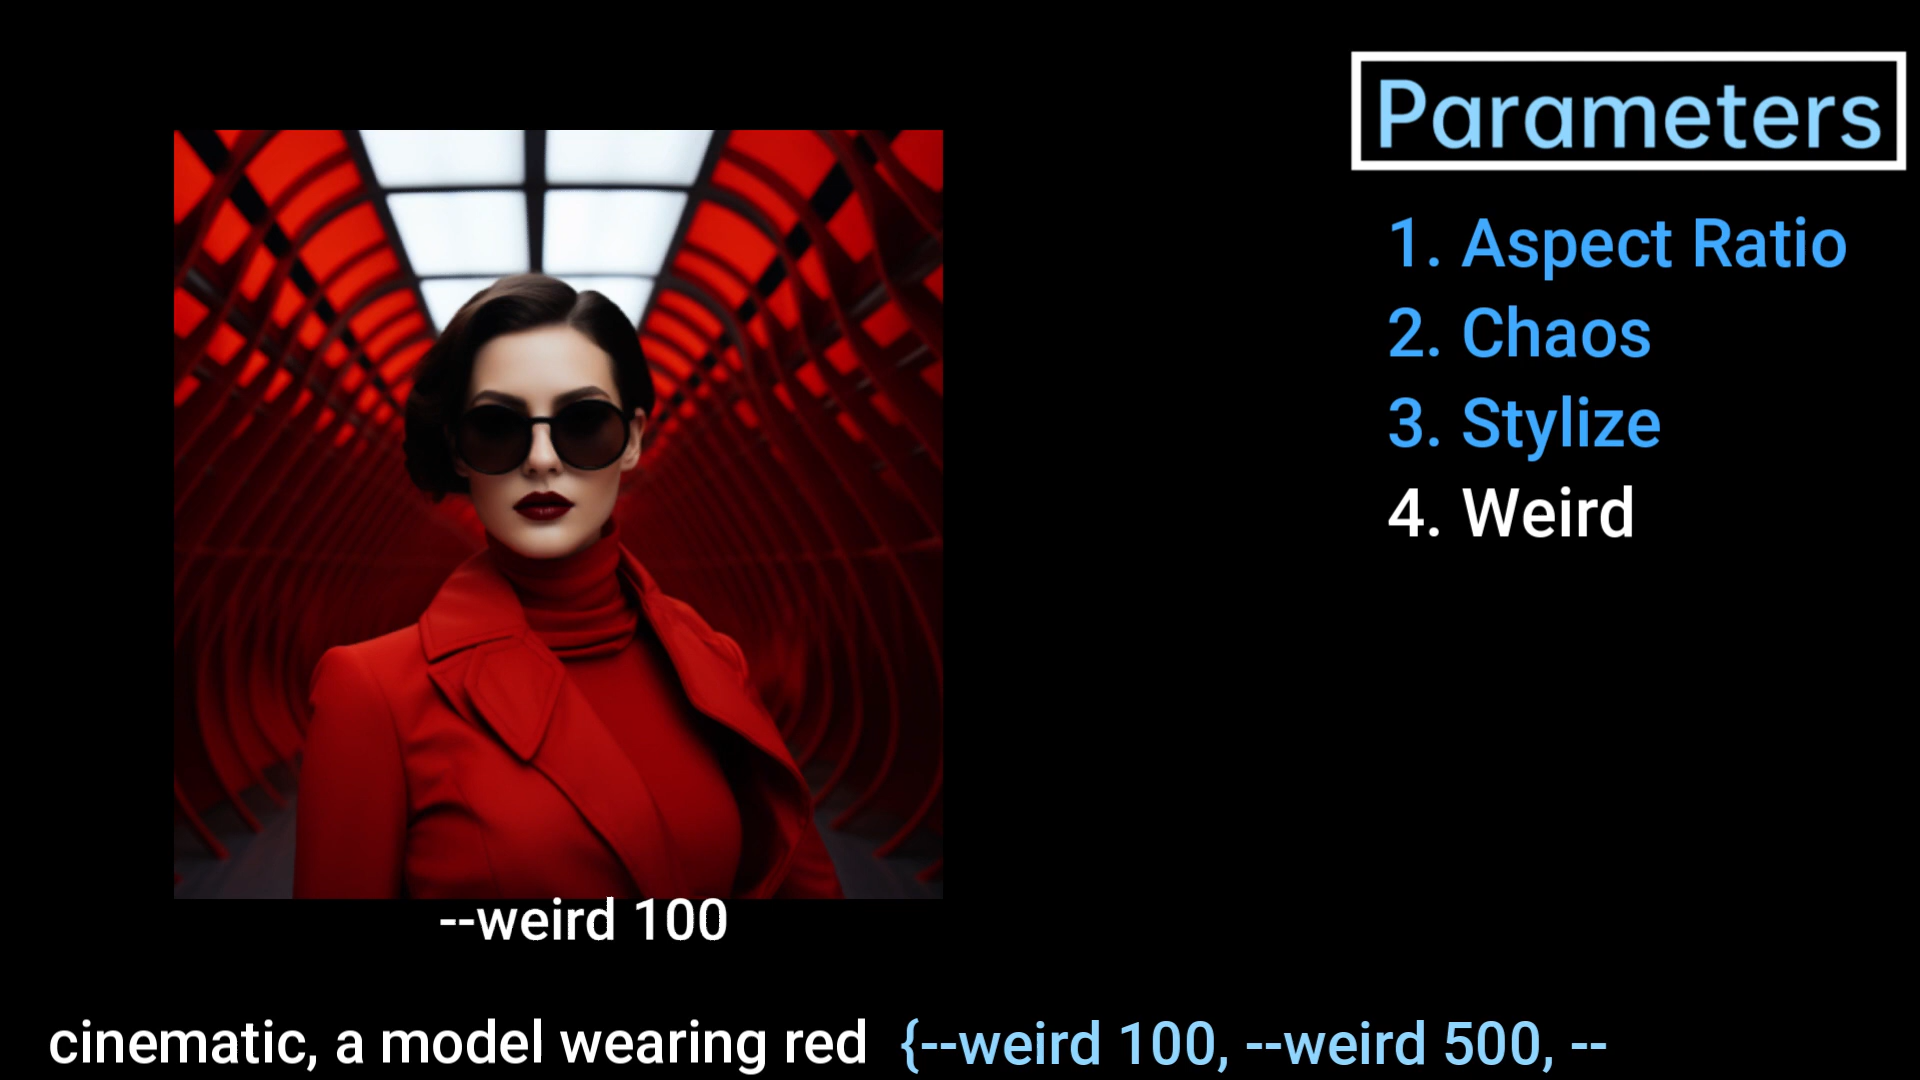 Parameters
1. Aspect Ratio
2. Chaos
3. Stylize
4. Weird
--weird 100
cinematic, a model wearing red {--weird 100, --weird 500, --